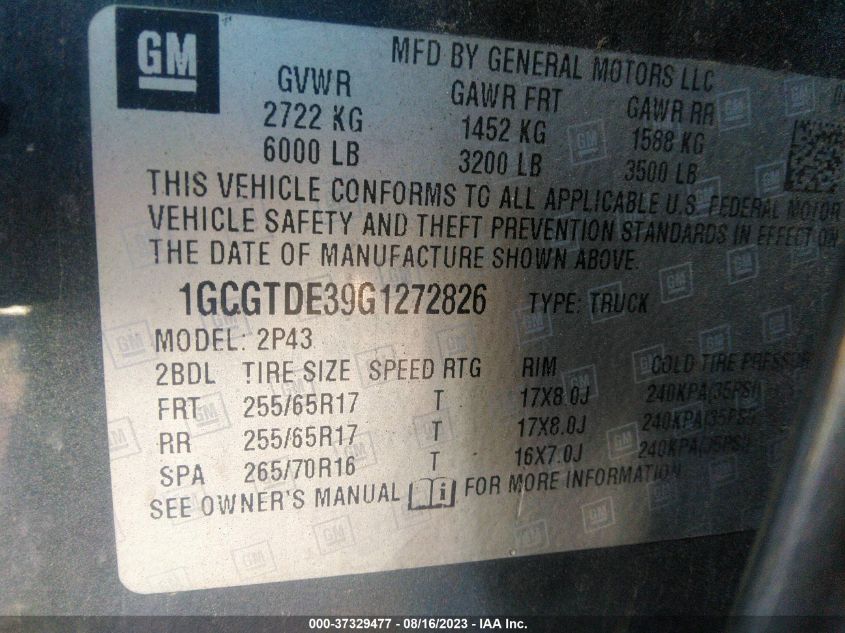 GM
MFD BY GENERAL MOTORS LLC
GVWR GAWR FRT GAWR RR
2722 KG 1452 KG 1588 KG
6000 LB 3200 LB 3500 LB
THIS VEHICLE CONFORMS TO ALL APPLICABLE U.S. FEDERAL MOTOR
VEHICLE SAFETY AND THEFT PREVENTION STANDARDS IN EFFECT ON
THE DATE OF MANUFACTURE SHOWN ABOVE.
1GCGTDE39G1272826 TYPE: TRUCK
MODEL: 2P43
2BDL TIRE SIZE SPEED RTG RIM COLD TIRE PRESSURE
FRT 255/65R17 T 17X8.0J 240KPA(35PSI)
RR 255/65R17 T 17X8.0J 240KPA(35PSI)
SPA 265/70R16 T 16X7.0J 240KPA(35PSI)
SEE OWNER'S MANUAL FOR MORE INFORMATION
000-37329477 - 08/16/2023 - IAA Inc.